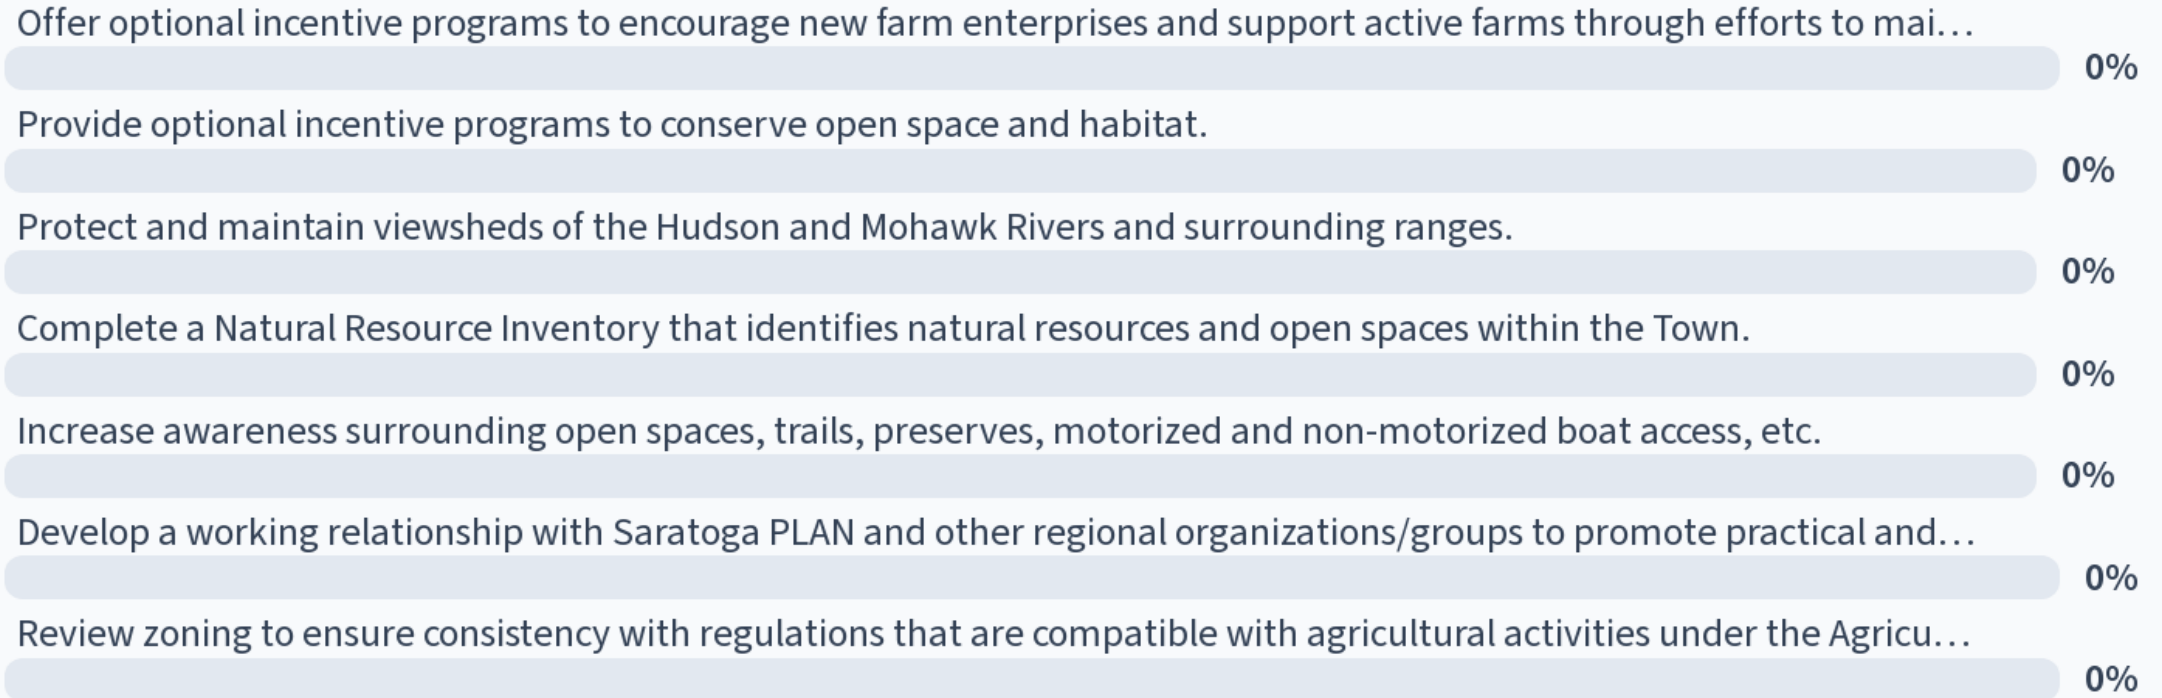 Offer optional incentive programs to encourage new farm enterprises and support active farms through efforts to mai…
0%
Provide optional incentive programs to conserve open space and habitat.
0%
Protect and maintain viewsheds of the Hudson and Mohawk Rivers and surrounding ranges.
0%
Complete a Natural Resource Inventory that identifies natural resources and open spaces within the Town.
0%
Increase awareness surrounding open spaces, trails, preserves, motorized and non-motorized boat access, etc.
0%
Develop a working relationship with Saratoga PLAN and other regional organizations/groups to promote practical and…
0%
Review zoning to ensure consistency with regulations that are compatible with agricultural activities under the Agricu…
0%